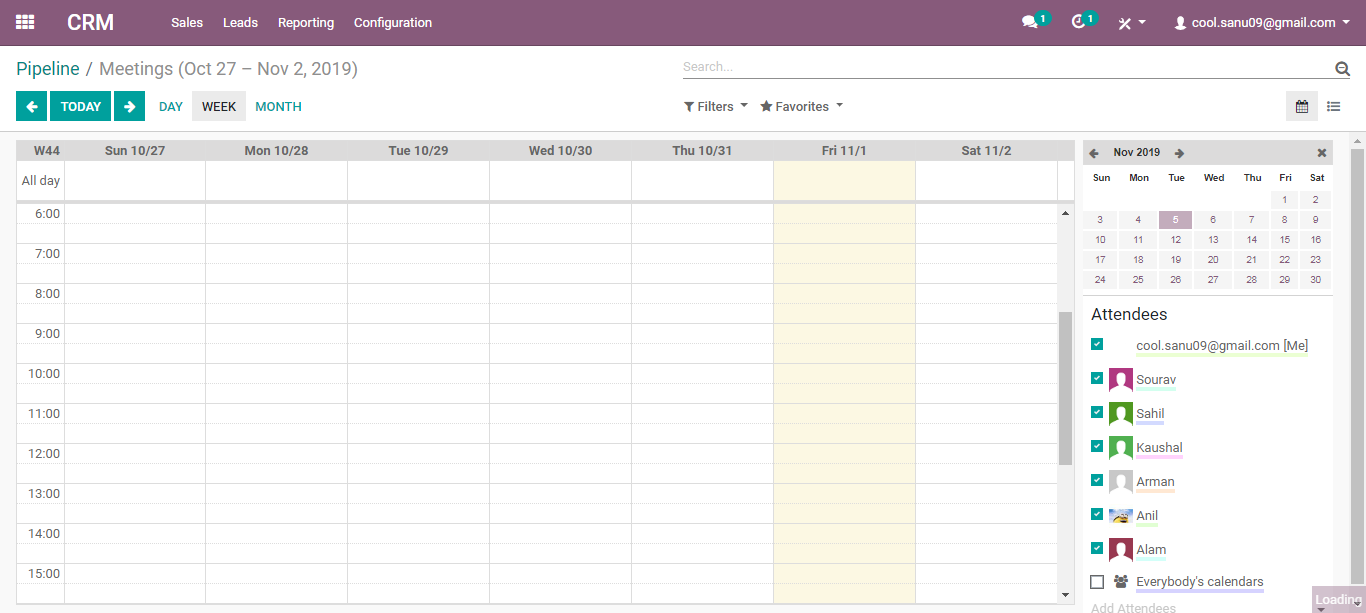 CRM Sales Leads Reporting Configuration 1 1 cool.sanu09@gmail.com
Pipeline / Meetings (Oct 27 – Nov 2, 2019) Search...
TODAY DAY WEEK MONTH Filters Favorites
W44 Sun 10/27 Mon 10/28 Tue 10/29 Wed 10/30 Thu 10/31 Fri 11/1 Sat 11/2
All day
6:00
7:00
8:00
9:00
10:00
11:00
12:00
13:00
14:00
15:00
Nov 2019
Sun Mon Tue Wed Thu Fri Sat
1 2
3 4 5 6 7 8 9
10 11 12 13 14 15 16
17 18 19 20 21 22 23
24 25 26 27 28 29 30
Attendees
cool.sanu09@gmail.com [Me]
Sourav
Sahil
Kaushal
Arman
Anil
Alam
Everybody's calendars
Add Attendees
Loading